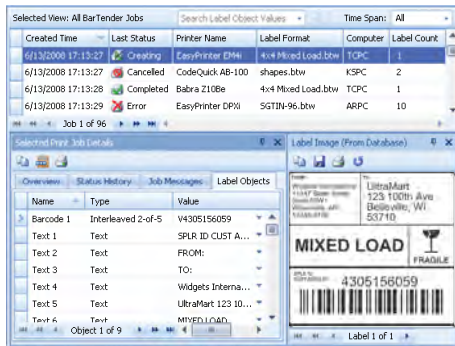 Selected View: All BarTender Jobs Search Label Object Values Time Span: All
Created Time Last Status Printer Name Label Format Computer Label Count
6/13/2008 17:13:27 Creating EasyPrinter EM4i 4x4 Mixed Load.btw TCPC 1
6/13/2008 17:13:27 Cancelled CodeQuick AB-100 shapes.btw KSPC 2
6/13/2008 17:13:28 Completed Babra Z10Be 4x4 Mixed Load.btw TCPC 1
6/13/2008 17:13:29 Error EasyPrinter DPXi SGTIN-96.btw ARPC 10
Job 1 of 96
Selected Print Job Details
Overview Status History Job Messages Label Objects
Name Type Value
Barcode 1 Interleaved 2-of-5 V4305156059
Text 1 Text SPLR ID CUST A...
Text 2 Text FROM:
Text 3 Text TO:
Text 4 Text Widgets Interna...
Text 5 Text UltraMart 123 10...
Text 6 Text MIXED LOAD
Object 1 of 9
Label Image (From Database)
UltraMart
123 100th Ave
Belleville, WI
53710
MIXED LOAD
FRAGILE
4305156059
Label 1 of 1